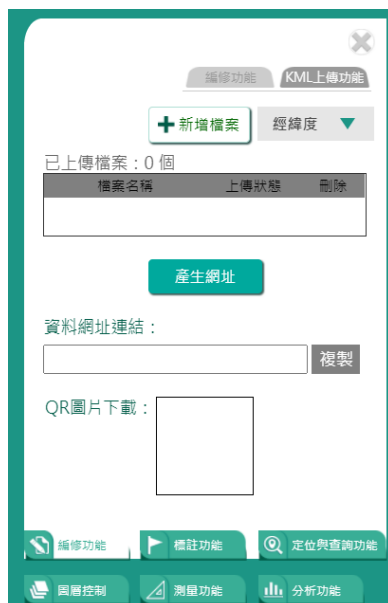 編修功能 KML上傳功能
新增檔案 經緯度
已上傳檔案：0 個
檔案名稱 上傳狀態 刪除
產生網址
資料網址連結：
複製
QR圖片下載：
編修功能 標註功能 定位與查詢功能
圖層控制 測量功能 分析功能